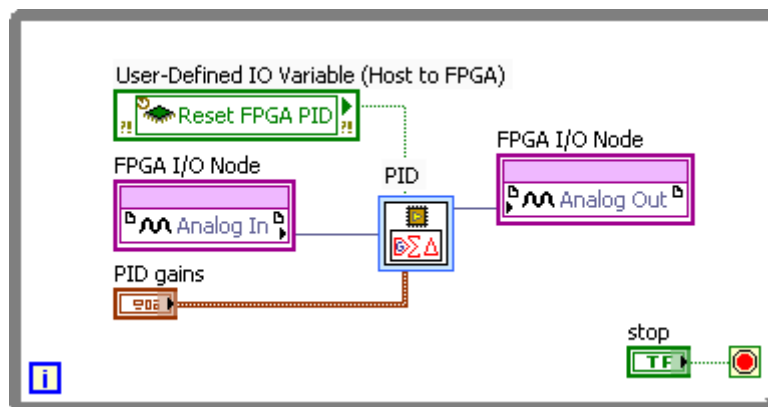 User-Defined IO Variable (Host to FPGA)
Reset FPGA PID
FPGA I/O Node
Analog In
PID
FPGA I/O Node
Analog Out
PID gains
stop
TF
i